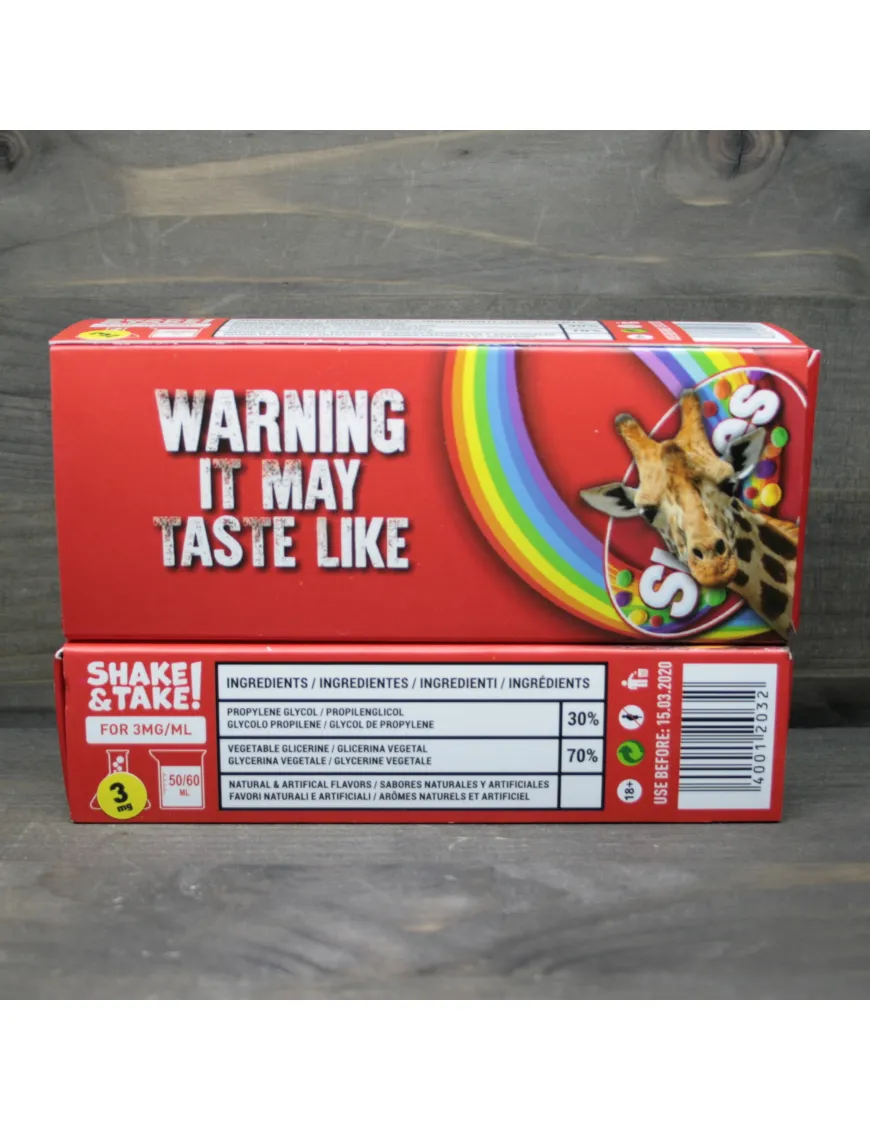 WARNING
IT MAY
TASTE LIKE
SHAKE
&TAKE!
FOR 3MG/ML
3
mg
50/60
ML
INGREDIENTS / INGREDIENTES / INGREDIENTI / INGRÉDIENTS
PROPYLENE GLYCOL / PROPILENGLICOL
GLYCOLO PROPILENE / GLYCOL DE PROPYLENE
30%
VEGETABLE GLICERINE / GLICERINA VEGETAL
GLYCERINA VEGETALE / GLYCERINE VEGETALE
70%
NATURAL & ARTIFICAL FLAVORS / SABORES NATURALES Y ARTIFICIALES
FAVORI NATURALI E ARTIFICIALI / ARÔMES NATURELS ET ARTIFICIEL
18+
USE BEFORE: 15.03.2020
40012032